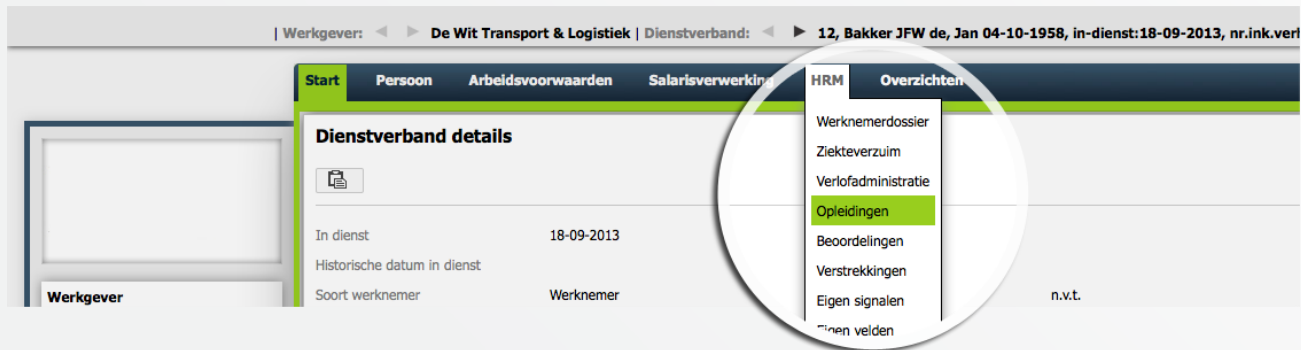 | Werkgever: De Wit Transport & Logistiek | Dienstverband: 12, Bakker JFW de, Jan 04-10-1958, in-dienst:18-09-2013, nr.ink.verh
Start Persoon Arbeidsvoorwaarden Salarisverwerking HRM Overzichten
Werknemerdossier
Dienstverband details
Ziekteverzuim
Verlofadministratie
Opleidingen
In dienst 18-09-2013
Beoordelingen
Historische datum in dienst
Verstrekkingen
Werkgever
Soort werknemer Werknemer n.v.t.
Eigen signalen
Eigen velden